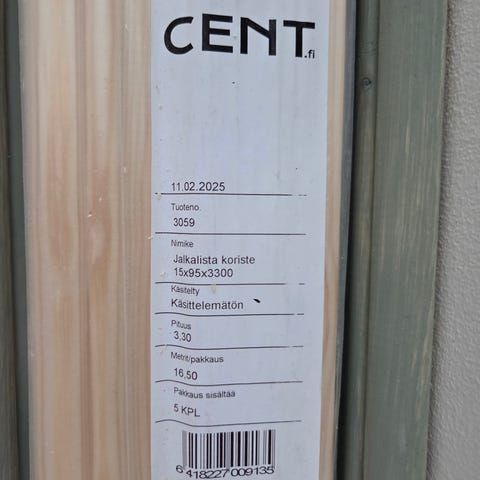 CENT.fi
11.02.2025
Tuoteno.
3059
Nimike
Jalkalista koriste
15x95x3300
Käsitelty
Käsittelemätön
Pituus
3,30
Metrit/pakkaus
16,50
Pakkaus sisältää
5 KPL
6 418227 009135